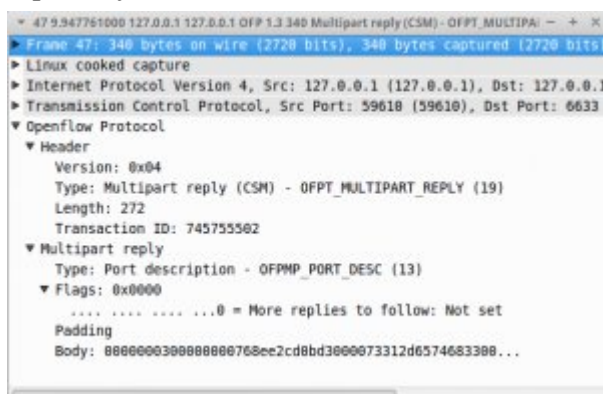 47 9.947761000 127.0.0.1 127.0.0.1 OFP 1.3 340 Multipart reply (CSM) - OFPT_MULTIPA
Frame 47: 340 bytes on wire (2720 bits), 340 bytes captured (2720 bits
Linux cooked capture
Internet Protocol Version 4, Src: 127.0.0.1 (127.0.0.1), Dst: 127.0.0.1
Transmission Control Protocol, Src Port: 59610 (59610), Dst Port: 6633
Openflow Protocol
Header
Version: 0x04
Type: Multipart reply (CSM) - OFPT_MULTIPART_REPLY (19)
Length: 272
Transaction ID: 745755502
Multipart reply
Type: Port description - OFPMP_PORT_DESC (13)
Flags: 0x0000
.... .... .... ...0 = More replies to follow: Not set
Padding
Body: 0000000300000000768ee2cd0bd3000073312d6574683300...